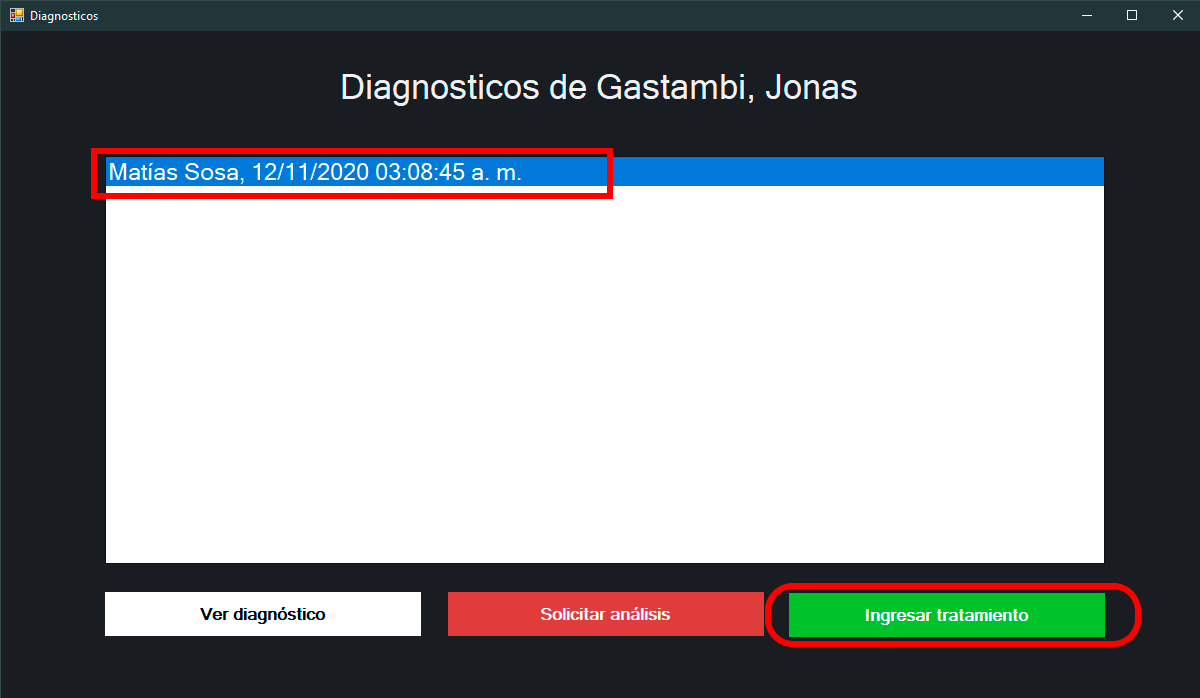 Diagnosticos
Diagnosticos de Gastambi, Jonas
Matías Sosa, 12/11/2020 03:08:45 a. m.
Ver diagnóstico
Solicitar análisis
Ingresar tratamiento